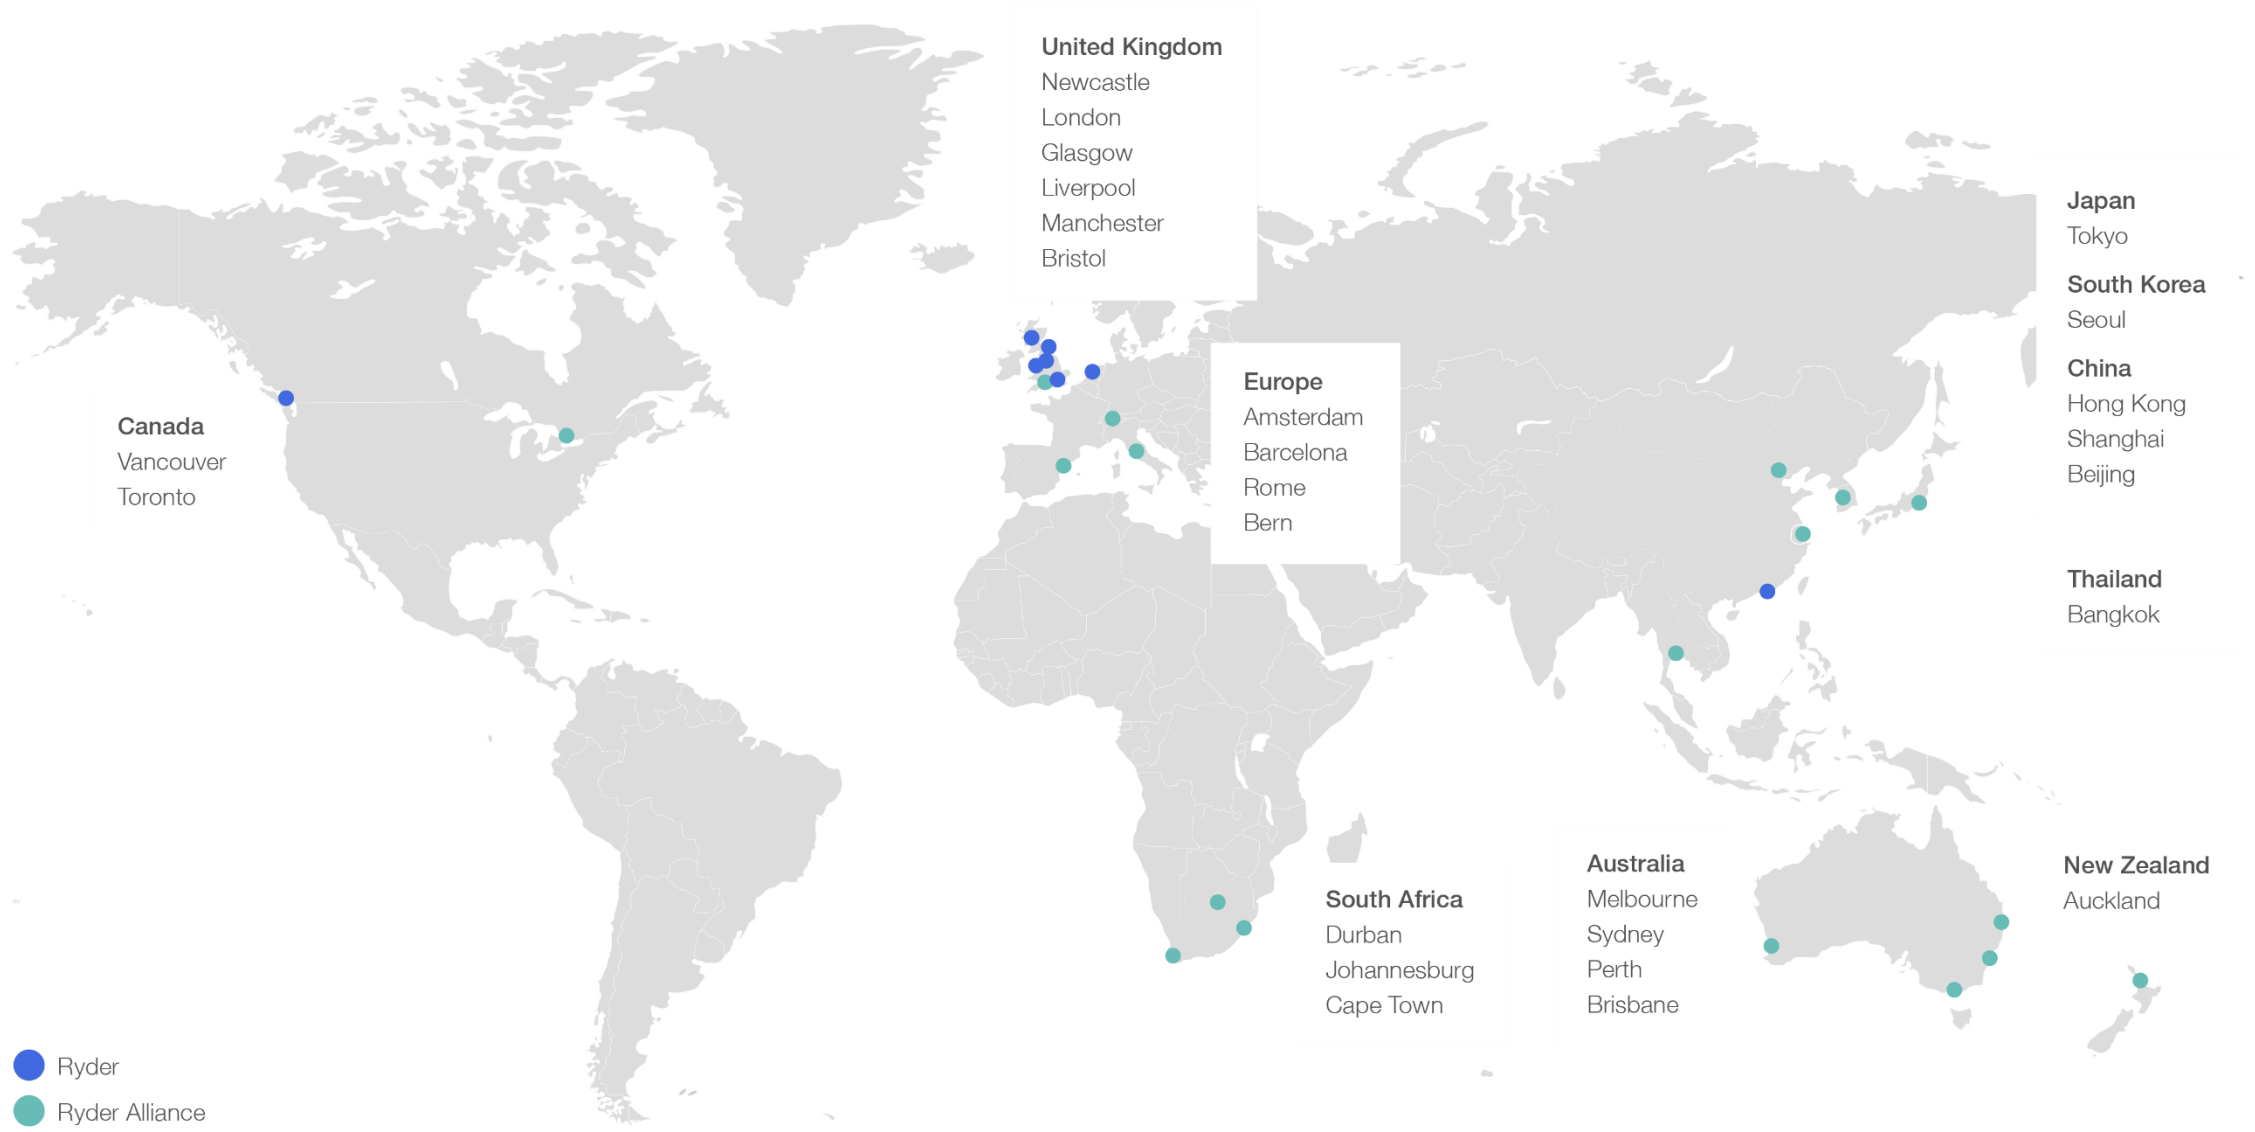 United Kingdom
Newcastle
London
Glasgow
Liverpool
Manchester
Bristol
Japan
Tokyo
South Korea
Seoul
China
Hong Kong
Shanghai
Beijing
Thailand
Bangkok
Europe
Amsterdam
Barcelona
Rome
Bern
Canada
Vancouver
Toronto
South Africa
Durban
Johannesburg
Cape Town
Australia
Melbourne
Sydney
Perth
Brisbane
New Zealand
Auckland
Ryder
Ryder Alliance